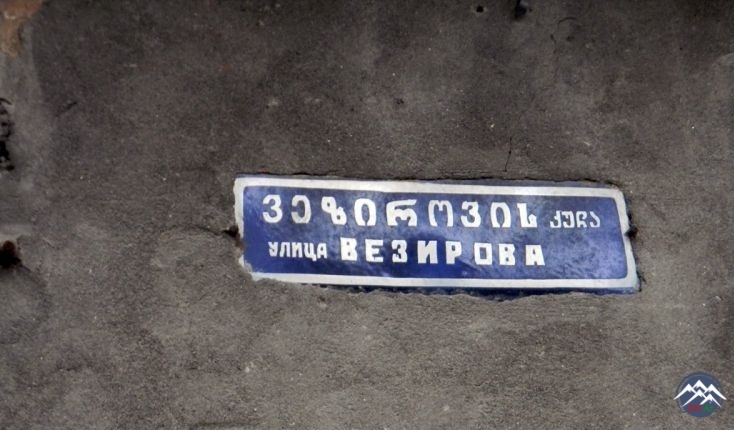 ვეზიროვის ქუჩა
улица ВЕЗИРОВА